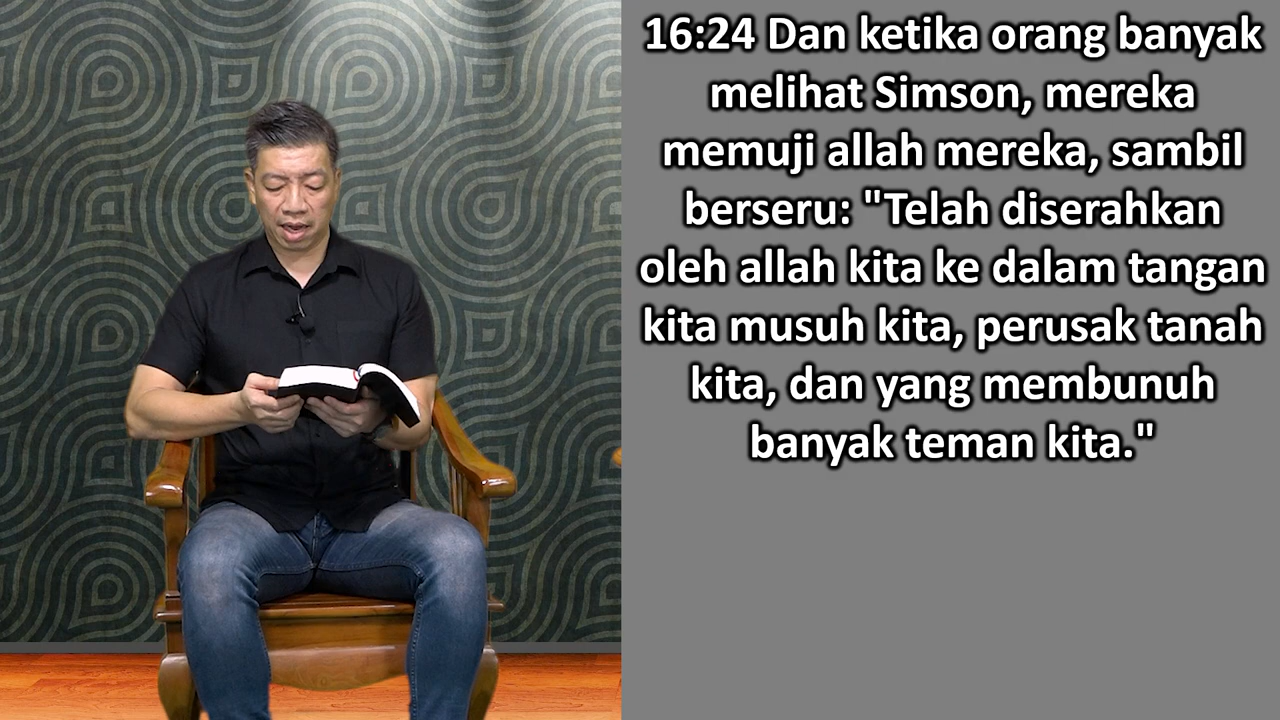 16:24 Dan ketika orang banyak
melihat Simson, mereka
memuji allah mereka, sambil
berseru: "Telah diserahkan
oleh allah kita ke dalam tangan
kita musuh kita, perusak tanah
kita, dan yang membunuh
banyak teman kita."